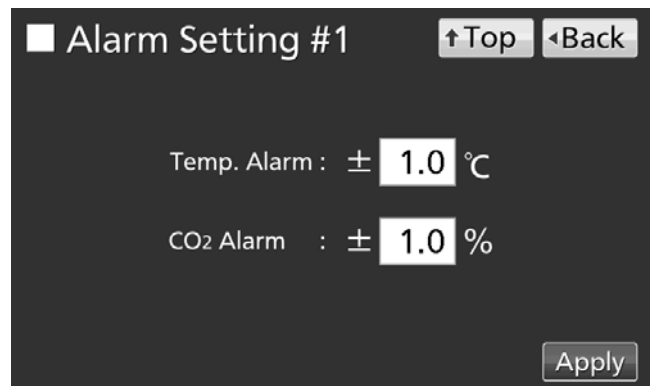 Alarm Setting #1 ↑Top ◂Back
Temp. Alarm : ± 1.0 ℃
CO2 Alarm : ± 1.0 %
Apply